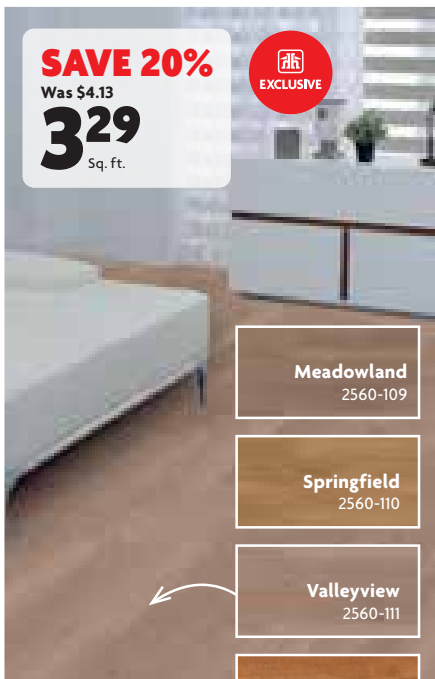 SAVE 20%
Was $4.13
3 29
Sq. ft.
EXCLUSIVE
Meadowland
2560-109
Springfield
2560-110
Valleyview
2560-111